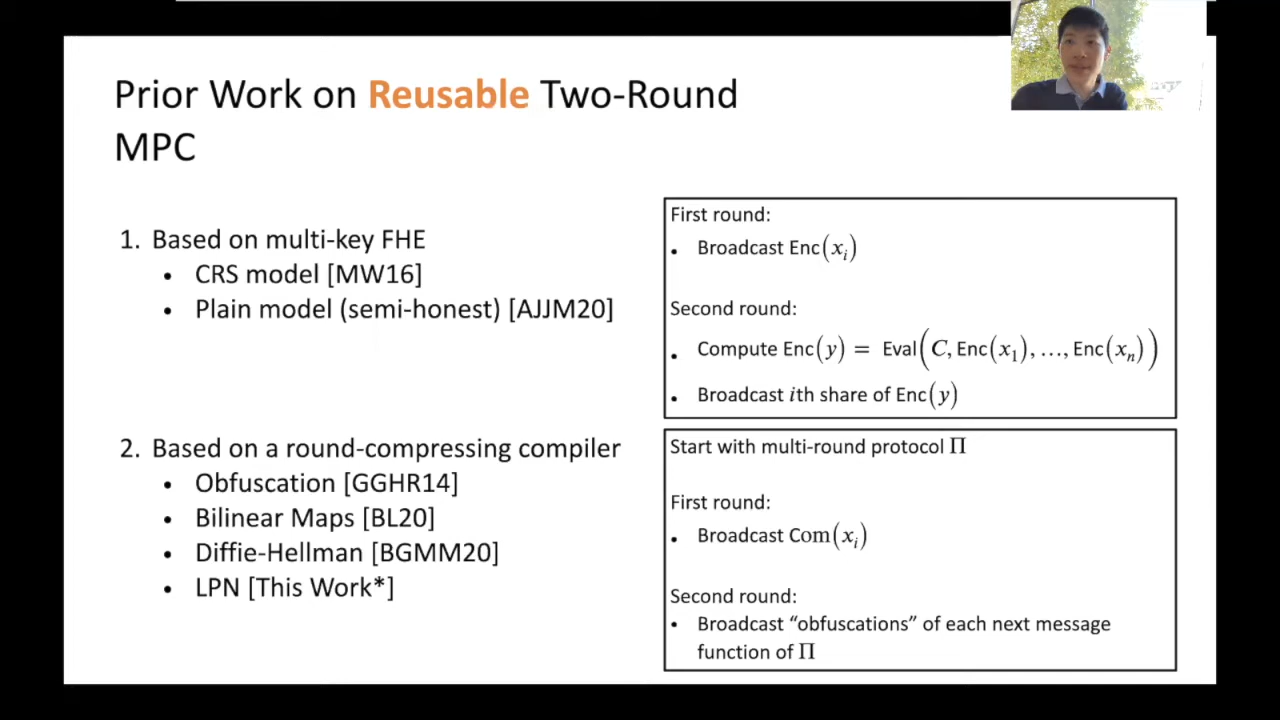 Prior Work on Reusable Two-Round
MPC
1. Based on multi-key FHE
• CRS model [MW16]
• Plain model (semi-honest) [AJJM20]
2. Based on a round-compressing compiler
• Obfuscation [GGHR14]
• Bilinear Maps [BL20]
• Diffie-Hellman [BGMM20]
• LPN [This Work*]
First round:
• Broadcast Enc(xᵢ)
Second round:
• Compute Enc(y) = Eval(C, Enc(x₁), …, Enc(xₙ))
• Broadcast ith share of Enc(y)
Start with multi-round protocol Π
First round:
• Broadcast Com(xᵢ)
Second round:
• Broadcast “obfuscations” of each next message
function of Π